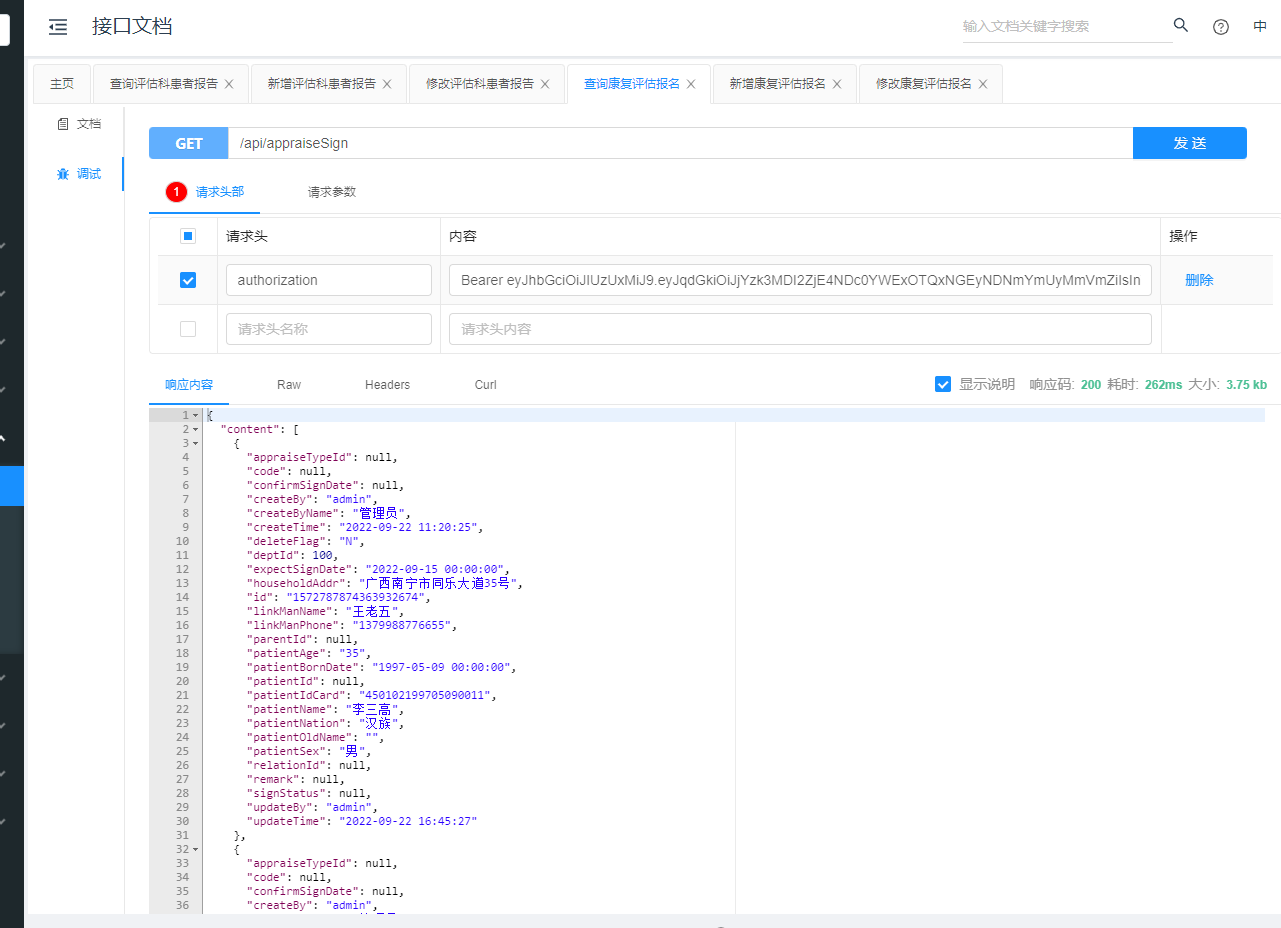 接口文档
输入文档关键字搜索
中
主页 查询评估科患者报告 新增评估科患者报告 修改评估科患者报告 查询康复评估报名 新增康复评估报名 修改康复评估报名
文档
调试
GET /api/appraiseSign 发 送
1 请求头部 请求参数
请求头 内容 操作
authorization Bearer eyJhbGciOiJIUzUxMiJ9.eyJqdGkiOiJjYzk3MDI2ZjE4NDc0YWExOTQxNGEyNDNmYmUyMmVmZiIsIn 删除
请求头名称 请求头内容
响应内容 Raw Headers Curl 显示说明 响应码: 200 耗时: 262ms 大小: 3.75 kb
1 {
2 "content": [
3 {
4 "appraiseTypeId": null,
5 "code": null,
6 "confirmSignDate": null,
7 "createBy": "admin",
8 "createByName": "管理员",
9 "createTime": "2022-09-22 11:20:25",
10 "deleteFlag": "N",
11 "deptId": 100,
12 "expectSignDate": "2022-09-15 00:00:00",
13 "householdAddr": "广西南宁市同乐大道35号",
14 "id": "1572787874363932674",
15 "linkManName": "王老五",
16 "linkManPhone": "1379988776655",
17 "parentId": null,
18 "patientAge": "35",
19 "patientBornDate": "1997-05-09 00:00:00",
20 "patientId": null,
21 "patientIdCard": "450102199705090011",
22 "patientName": "李三高",
23 "patientNation": "汉族",
24 "patientOldName": "",
25 "patientSex": "男",
26 "relationId": null,
27 "remark": null,
28 "signStatus": null,
29 "updateBy": "admin",
30 "updateTime": "2022-09-22 16:45:27"
31 },
32 {
33 "appraiseTypeId": null,
34 "code": null,
35 "confirmSignDate": null,
36 "createBy": "admin",